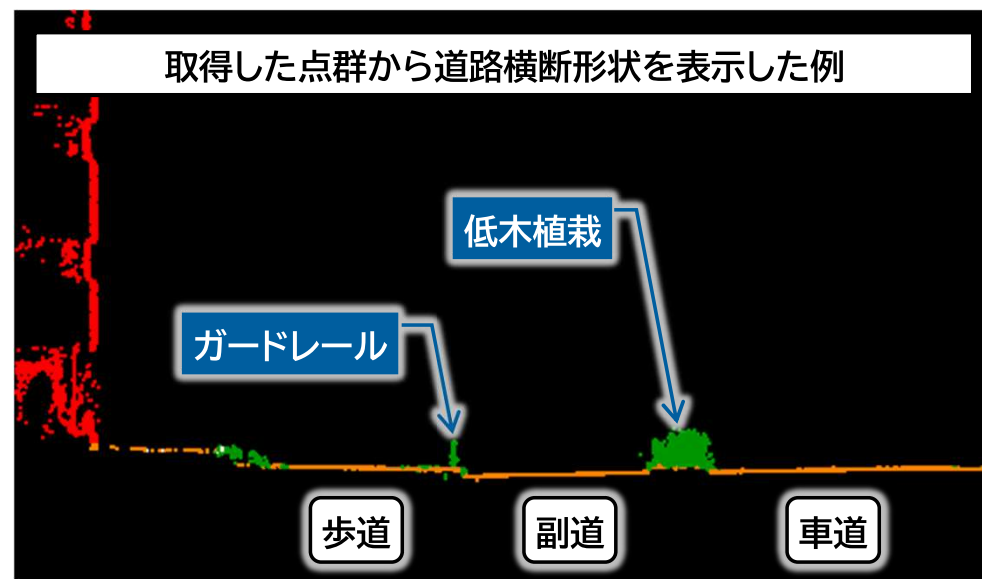 取得した点群から道路横断形状を表示した例
低木植栽
ガードレール
歩道
副道
車道